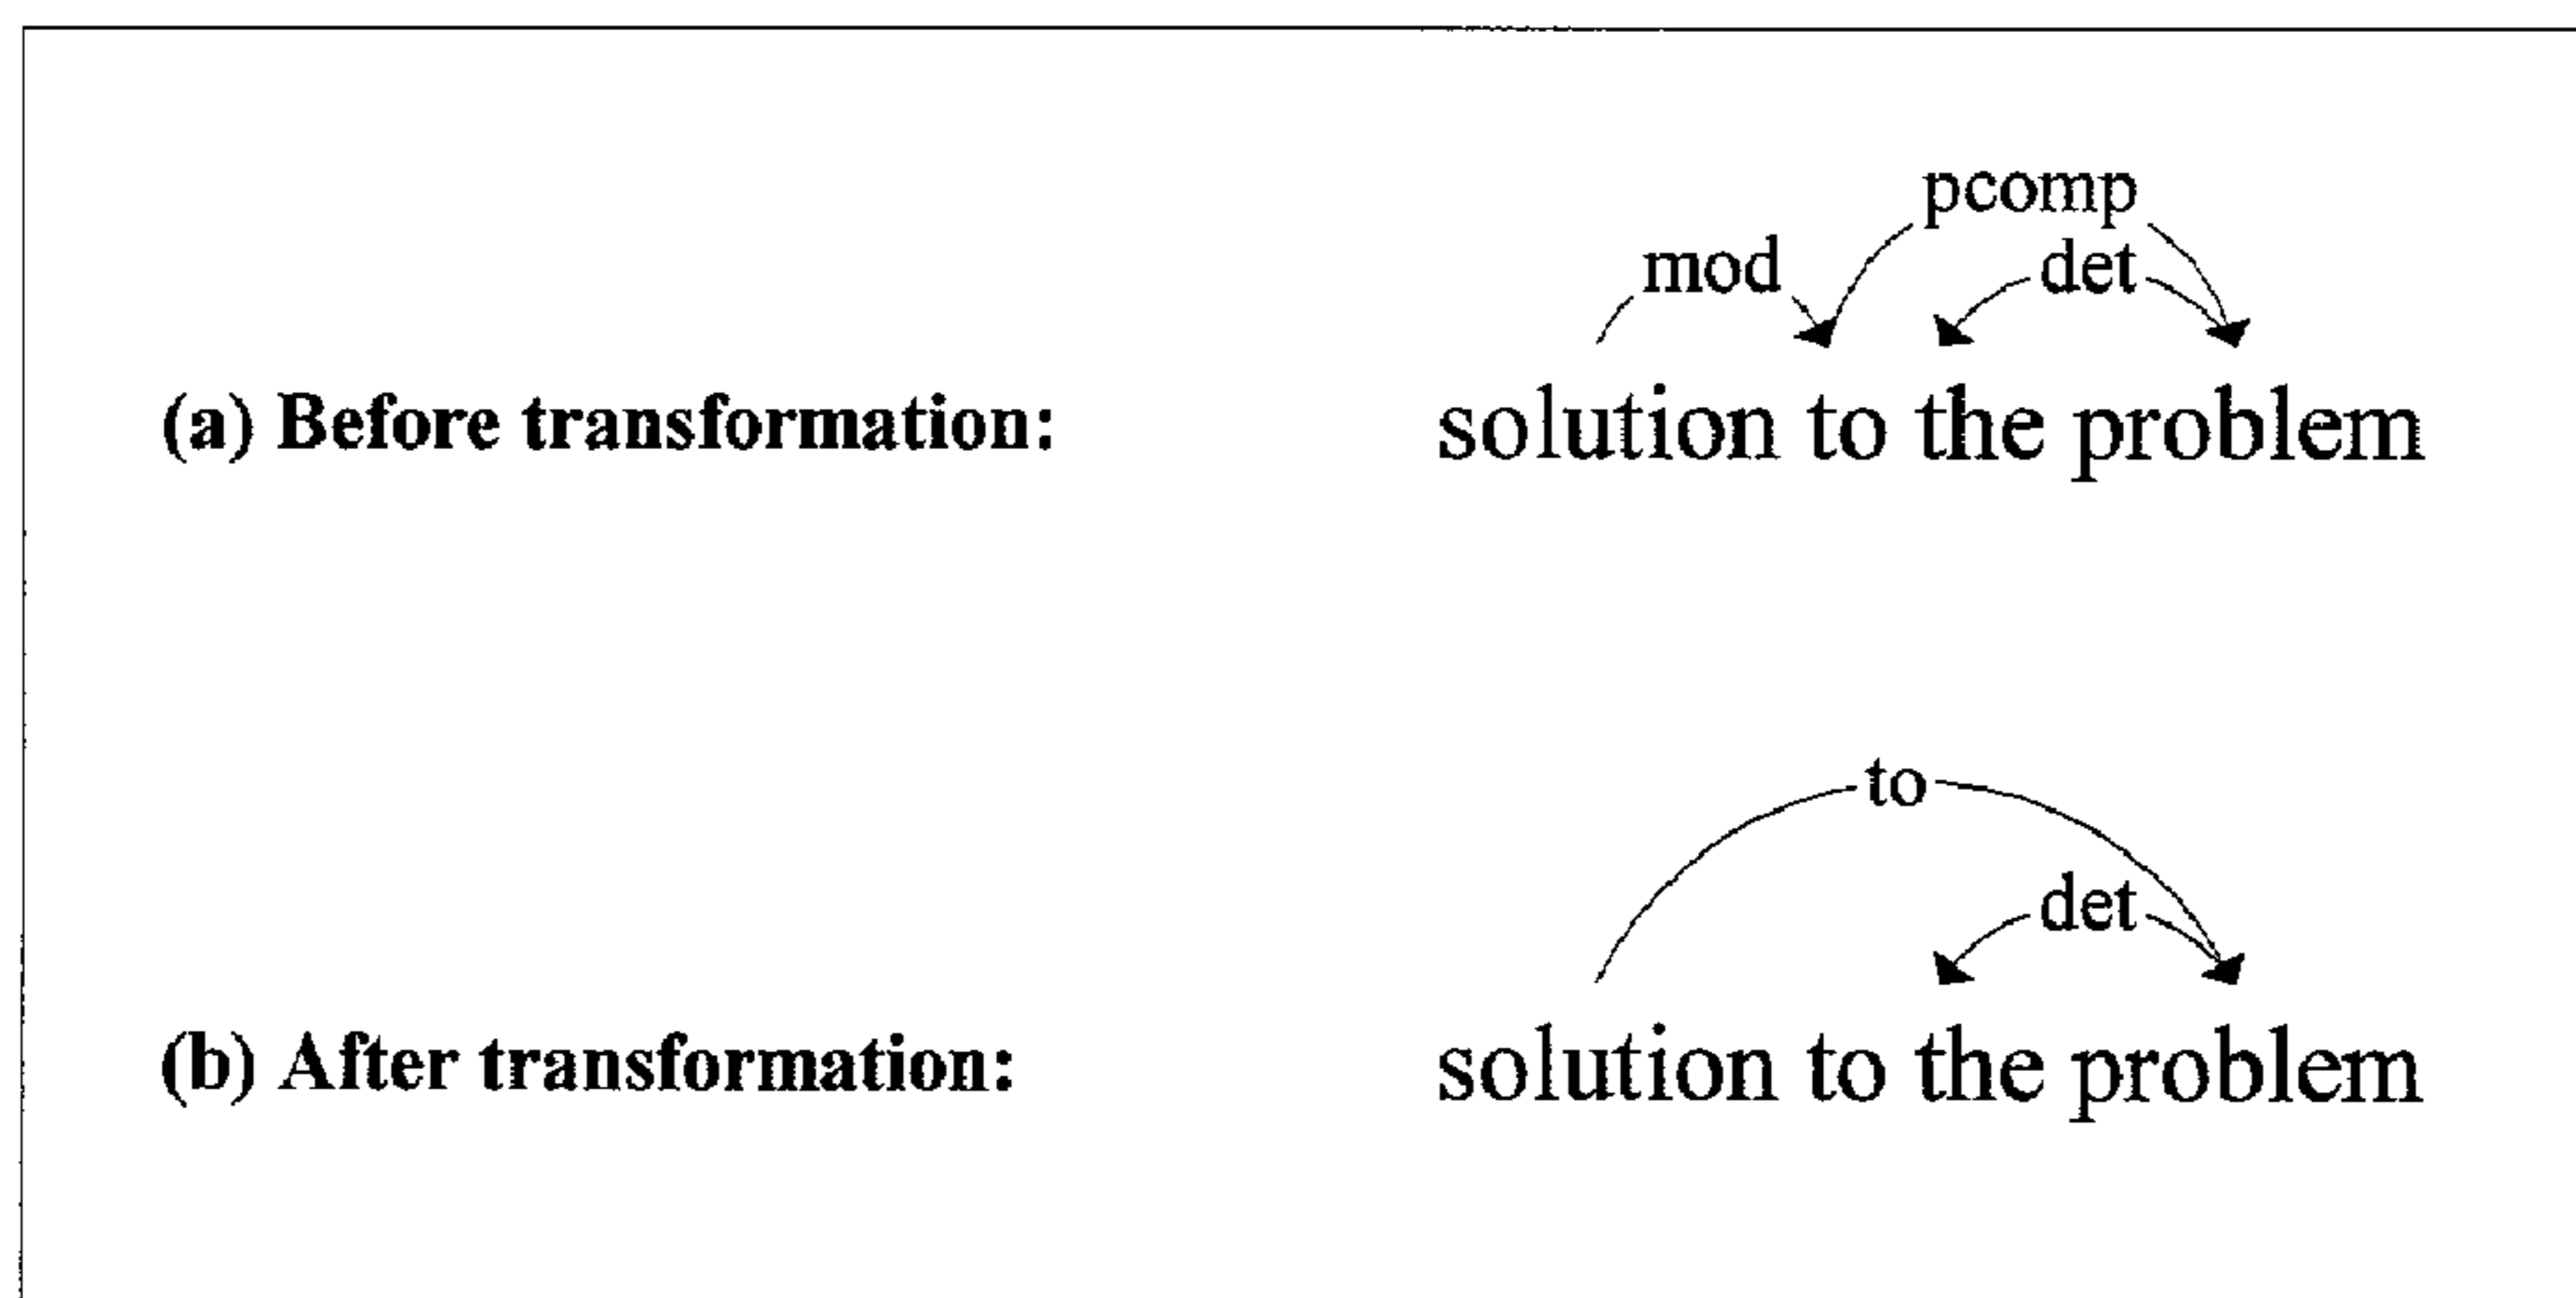 pcomp
mod det
(a) Before transformation: solution to the problem
to
det
(b) After transformation: solution to the problem